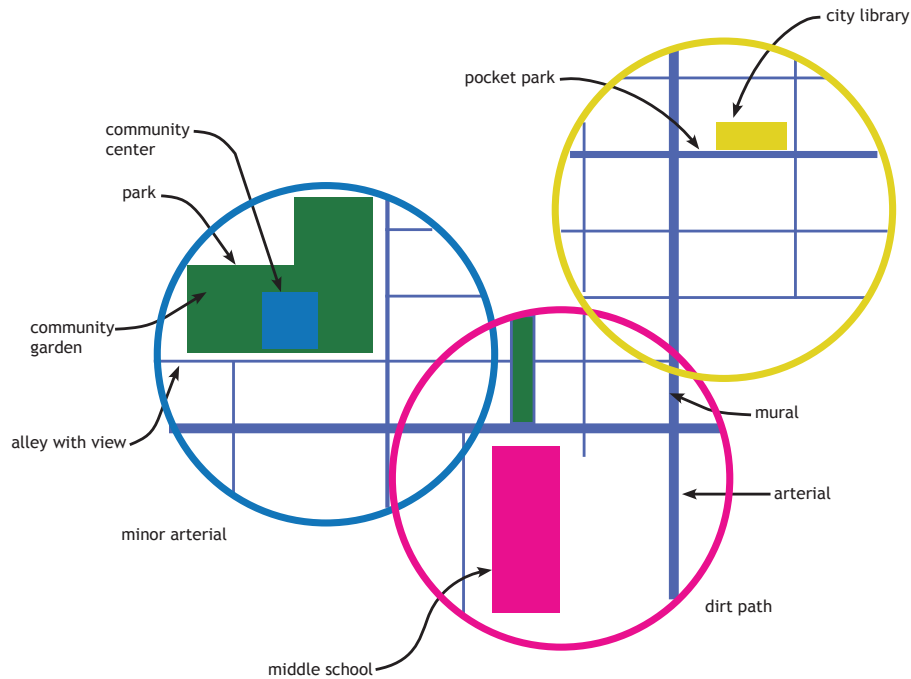 city library
pocket park
community
center
park
community
garden
alley with view
mural
arterial
minor arterial
dirt path
middle school